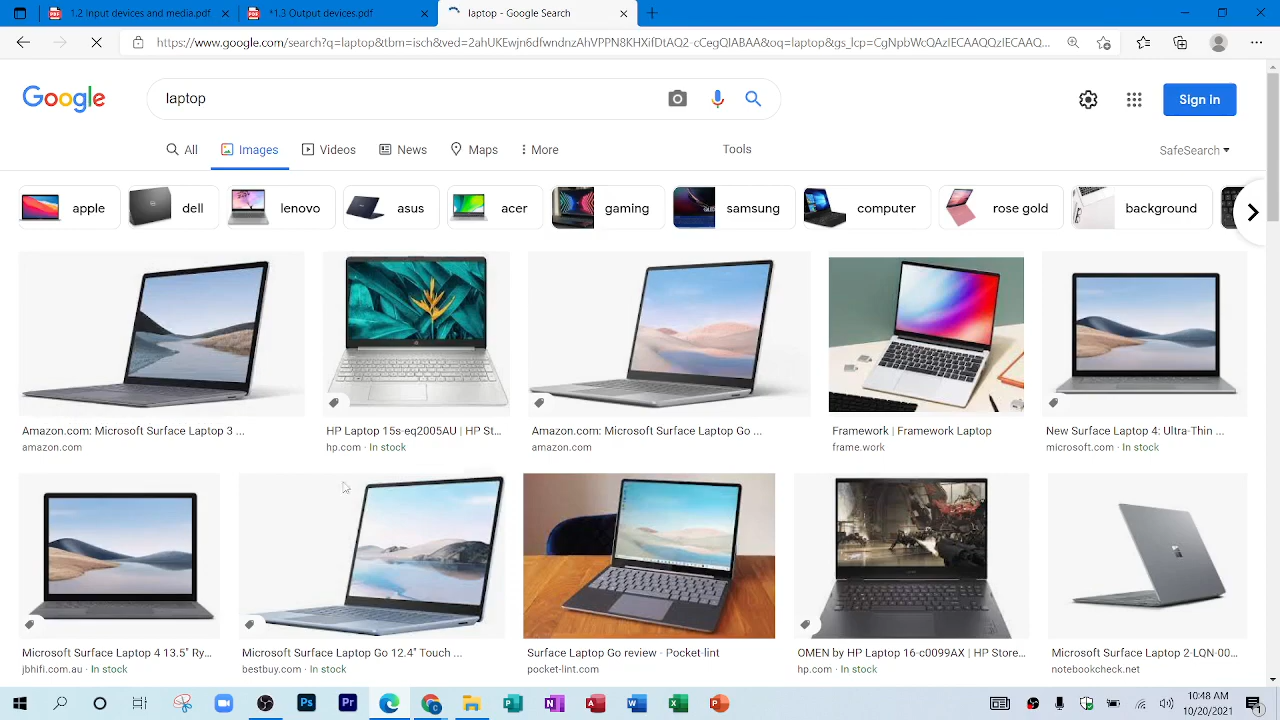 1.2 Input devices and media.pdf
*1.3 Output devices.pdf
laptop - Google Search
https://www.google.com/search?q=laptop&tbm=isch&ved=2ahUKEwjn6dfwndnzAhVPPN8KHXifDtAQ2-cCegQIABAA&oq=laptop&gs_lcp=CgNpbWcQAzIECAAQQzIECAAQ...
Google
laptop
Sign in
All
Images
Videos
News
Maps
More
Tools
SafeSearch
apple
dell
lenovo
asus
ace
gaming
samsung
computer
rose gold
background
Amazon.com: Microsoft Surface Laptop 3 ...
amazon.com
HP Laptop 15s-eq2005AU | HP St...
hp.com · In stock
Amazon.com: Microsoft Surface Laptop Go ...
amazon.com
Framework | Framework Laptop
frame.work
New Surface Laptop 4: Ultra-Thin ...
microsoft.com · In stock
Microsoft Surface Laptop 4 13.5" Ry...
jbhifi.com.au · In stock
Microsoft Surface Laptop Go 12.4" Touch ...
bestbuy.com · In stock
Surface Laptop Go review - Pocket-lint
pocket-lint.com
OMEN by HP Laptop 16-c0099AX | HP Store...
hp.com · In stock
Microsoft Surface Laptop 2-LQN-00...
notebookcheck.net
Ps
Pr
10:48 AM
10/20/2021